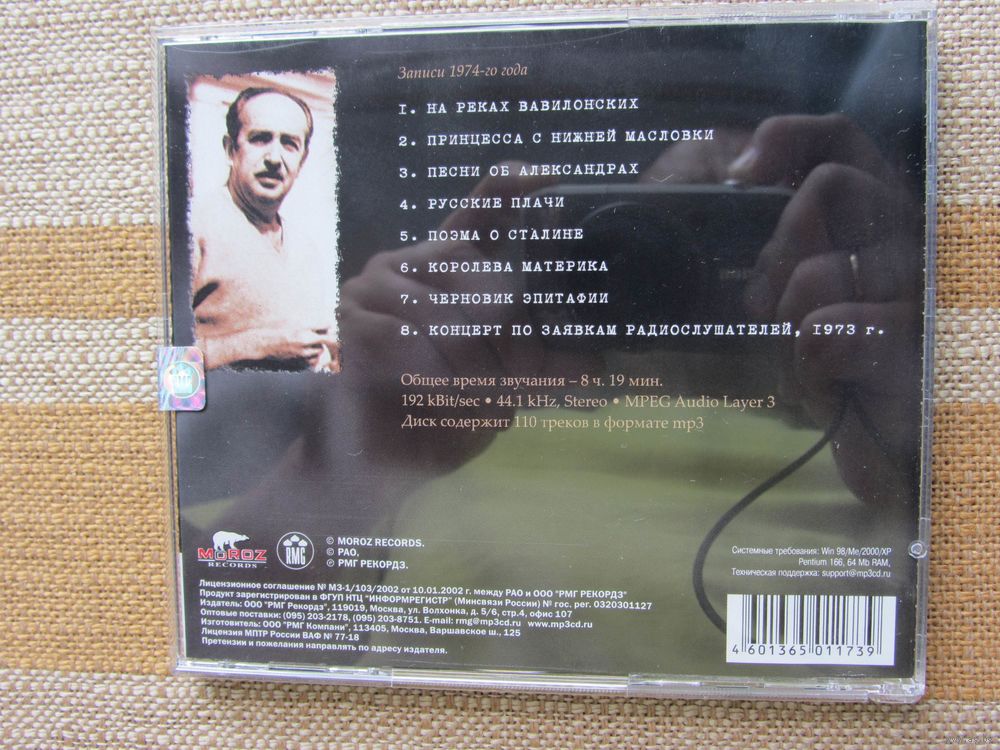 Записи 1974-го года
1. НА РЕКАХ ВАВИЛОНСКИХ
2. ПРИНЦЕССА С НИЖНЕЙ МАСЛОВКИ
3. ПЕСНИ ОБ АЛЕКСАНДРАХ
4. РУССКИЕ ПЛАЧИ
5. ПОЭМА О СТАЛИНЕ
6. КОРОЛЕВА МАТЕРИКА
7. ЧЕРНОВИК ЭПИТАФИИ
8. КОНЦЕРТ ПО ЗАЯВКАМ РАДИОСЛУШАТЕЛЕЙ, 1973 г.
Общее время звучания – 8 ч. 19 мин.
192 kBit/sec • 44.1 kHz, Stereo • MPEG Audio Layer 3
Диск содержит 110 треков в формате mp3
RMG
MOROZ
RECORDS
RMG
© MOROZ RECORDS.
© РАО.
℗ РМГ РЕКОРДЗ.
Системные требования: Win 98/Me/2000/XP
Pentium 166, 64 Mb RAM,
Техническая поддержка: support@mp3cd.ru
Лицензионное соглашение № МЗ-1/103/2002 от 10.01.2002 г. между РАО и ООО "РМГ РЕКОРДЗ"
Продукт зарегистрирован в ФГУП НТЦ "ИНФОРМРЕГИСТР" (Минсвязи России) № гос. рег. 0320301127
Издатель: ООО "РМГ Рекордз", 119019, Москва, ул. Волхонка, д. 5/6, стр.4, офис 107
Оптовые поставки: (095) 203-2178, (095) 203-8751. E-mail: rmg@mp3cd.ru www.mp3cd.ru
Изготовитель: ООО "РМГ Компани", 113405, Москва, Варшавское ш., 125
Лицензия МПТР России ВАФ № 77-18
Претензии и пожелания направлять по адресу издателя.
4 601365 011739